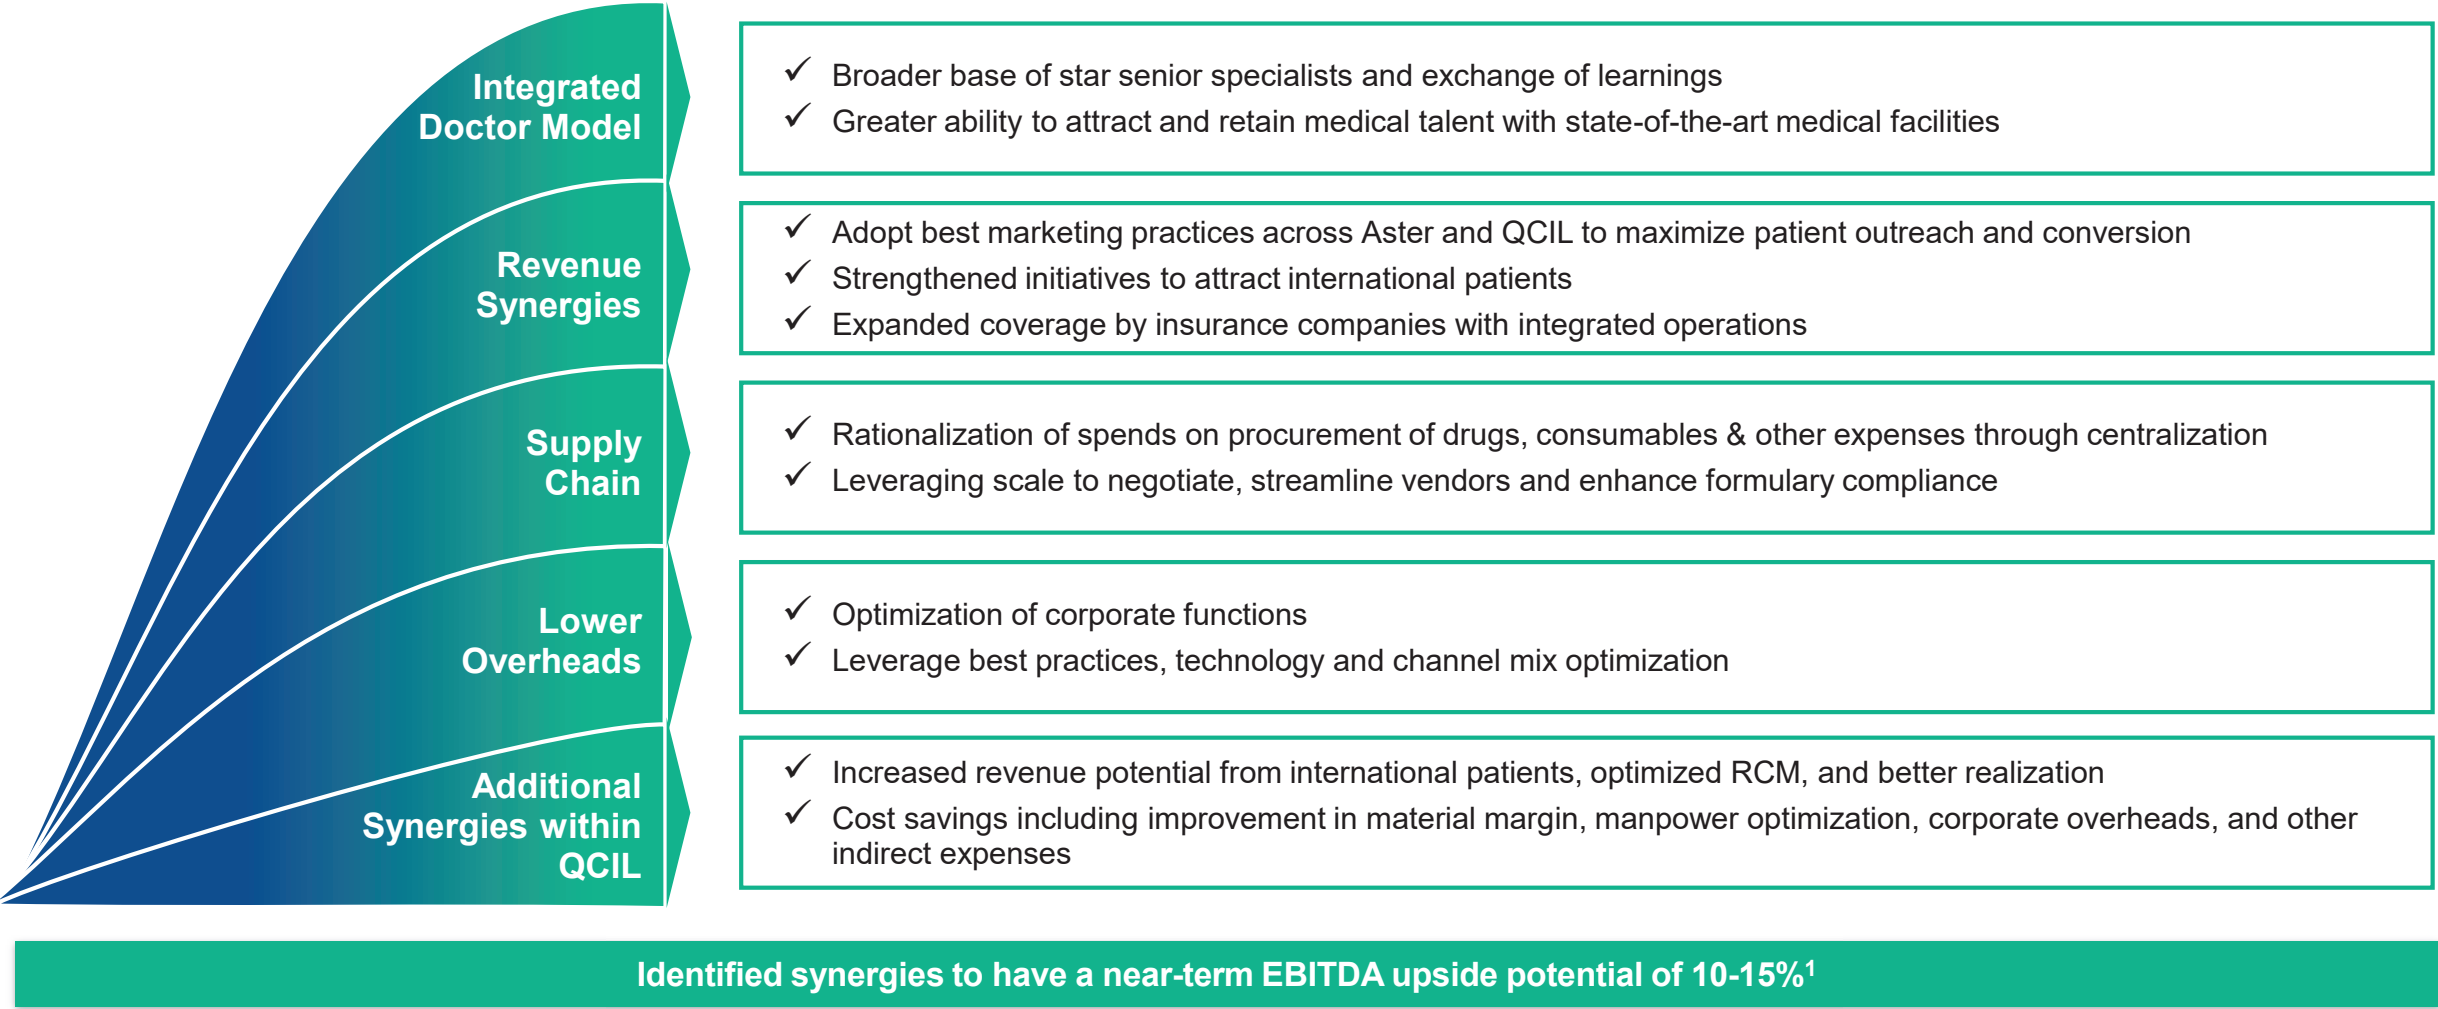 Integrated
Doctor Model
✓ Broader base of star senior specialists and exchange of learnings
✓ Greater ability to attract and retain medical talent with state-of-the-art medical facilities
Revenue
Synergies
✓ Adopt best marketing practices across Aster and QCIL to maximize patient outreach and conversion
✓ Strengthened initiatives to attract international patients
✓ Expanded coverage by insurance companies with integrated operations
Supply
Chain
✓ Rationalization of spends on procurement of drugs, consumables & other expenses through centralization
✓ Leveraging scale to negotiate, streamline vendors and enhance formulary compliance
Lower
Overheads
✓ Optimization of corporate functions
✓ Leverage best practices, technology and channel mix optimization
Additional
Synergies within
QCIL
✓ Increased revenue potential from international patients, optimized RCM, and better realization
✓ Cost savings including improvement in material margin, manpower optimization, corporate overheads, and other
indirect expenses
Identified synergies to have a near-term EBITDA upside potential of 10-15%¹